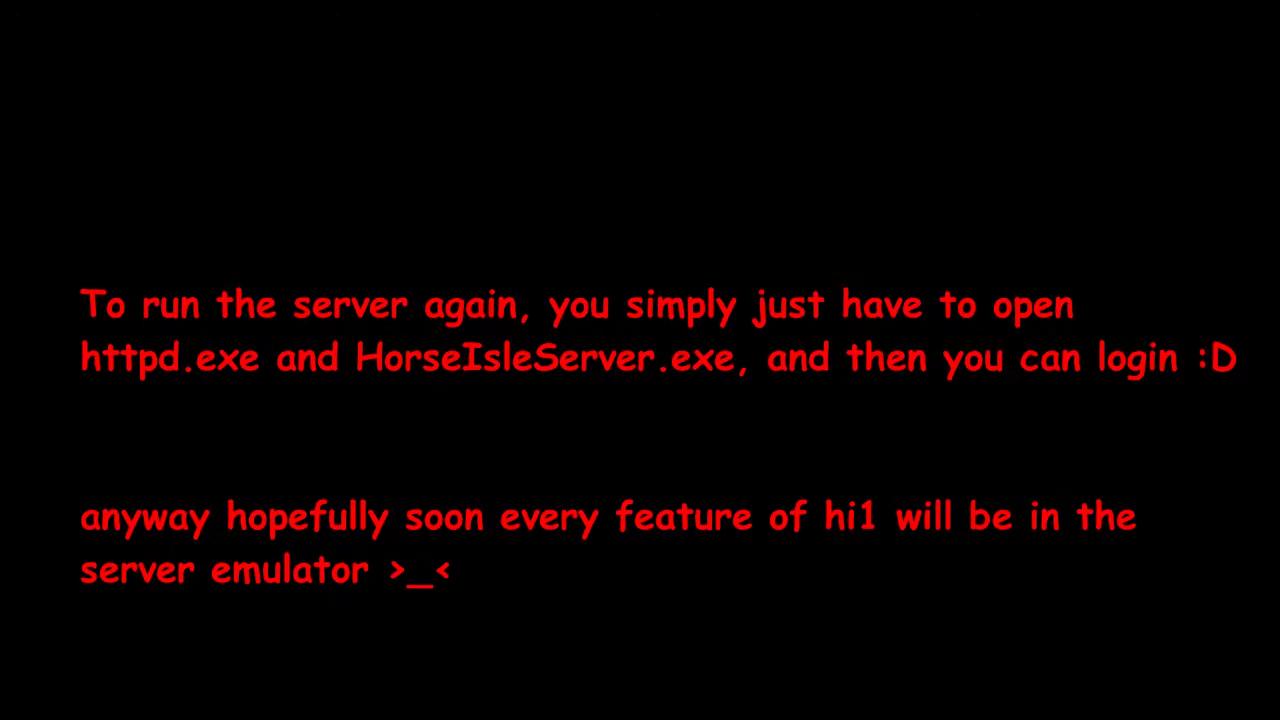 To run the server again, you simply just have to open
httpd.exe and HorseIsleServer.exe, and then you can login :D
anyway hopefully soon every feature of hi1 will be in the
server emulator >_<